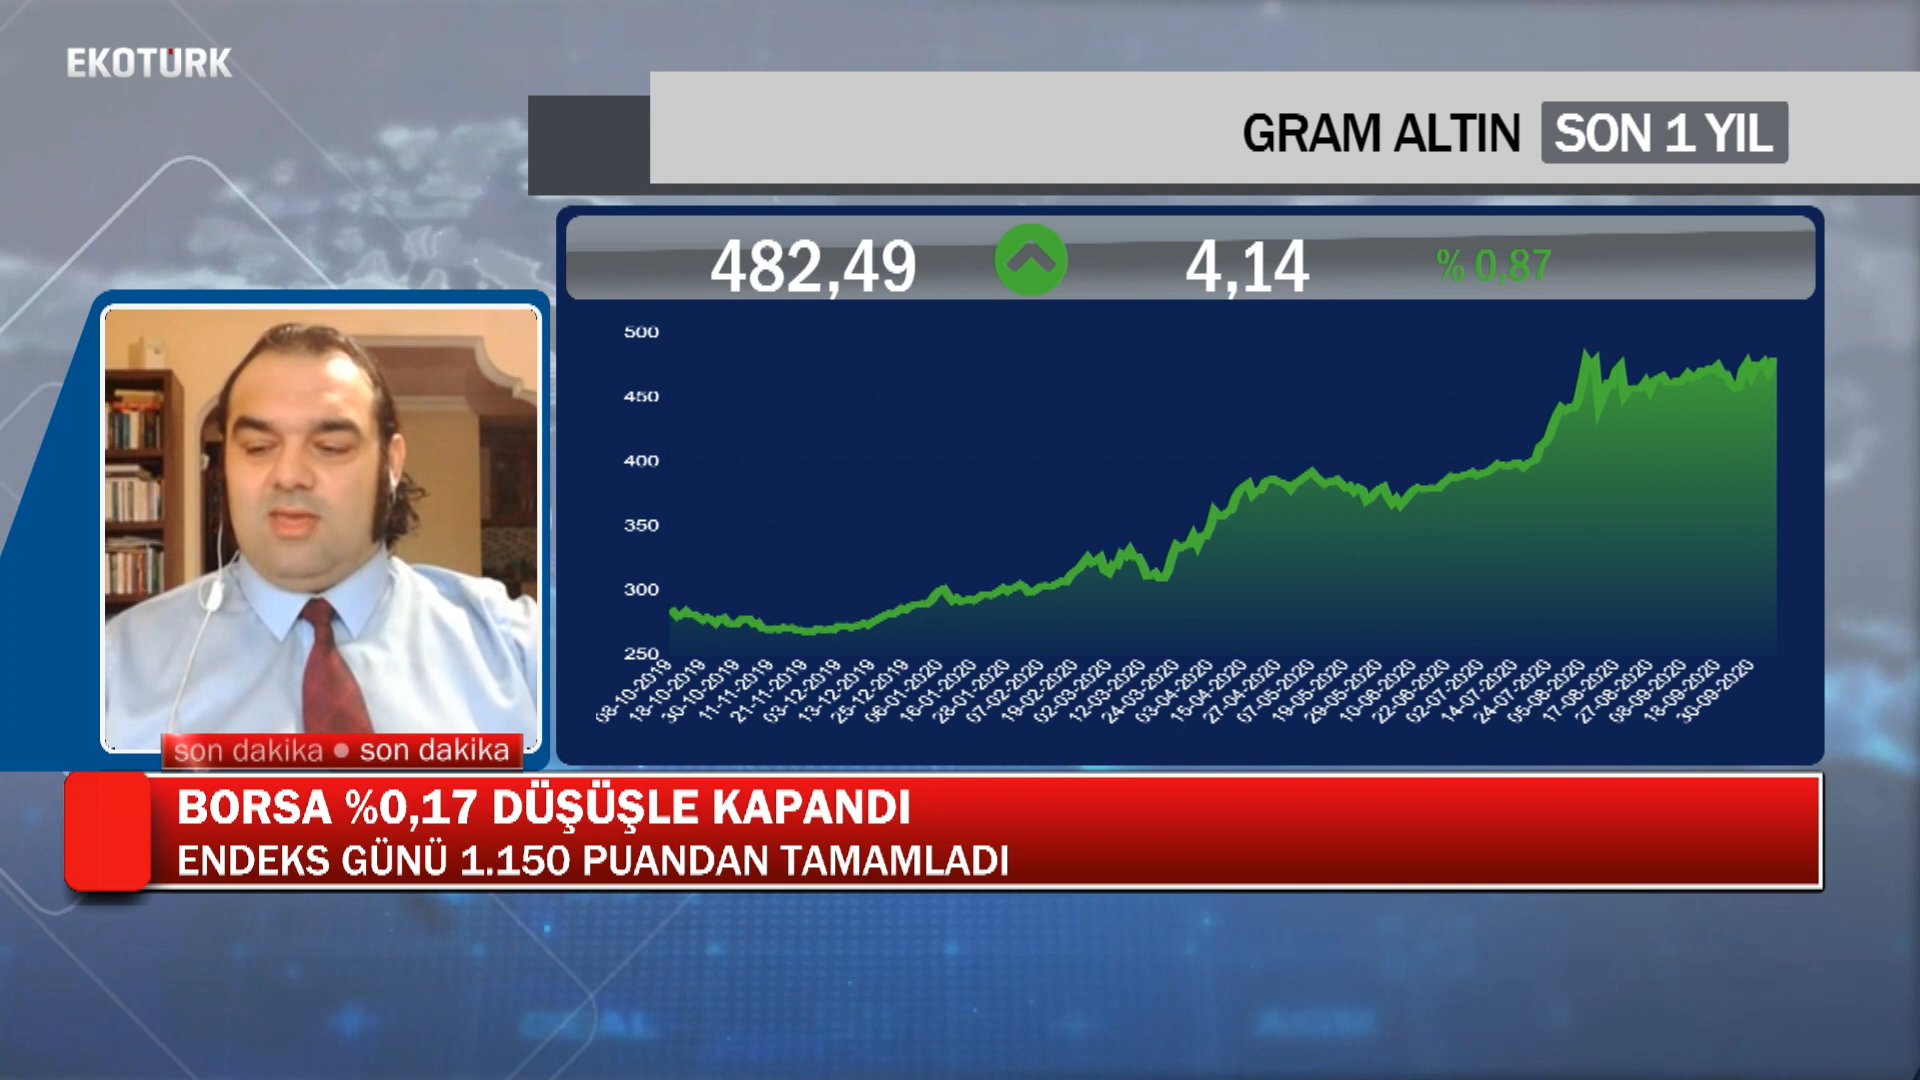 EKOTÜRK
GRAM ALTIN SON 1 YIL
482,49 4,14 % 0,87
500
450
400
350
300
250
08-10-2019 18-10-2019 30-10-2019 11-11-2019 21-11-2019 03-12-2019 13-12-2019 25-12-2019 06-01-2020 16-01-2020 28-01-2020 07-02-2020 19-02-2020 02-03-2020 12-03-2020 24-03-2020 03-04-2020 15-04-2020 27-04-2020 07-05-2020 19-05-2020 29-05-2020 10-06-2020 22-06-2020 02-07-2020 14-07-2020 24-07-2020 05-08-2020 17-08-2020 27-08-2020 08-09-2020 18-09-2020 30-09-2020
son dakika • son dakika
BORSA %0,17 DÜŞÜŞLE KAPANDI
ENDEKS GÜNÜ 1.150 PUANDAN TAMAMLADI